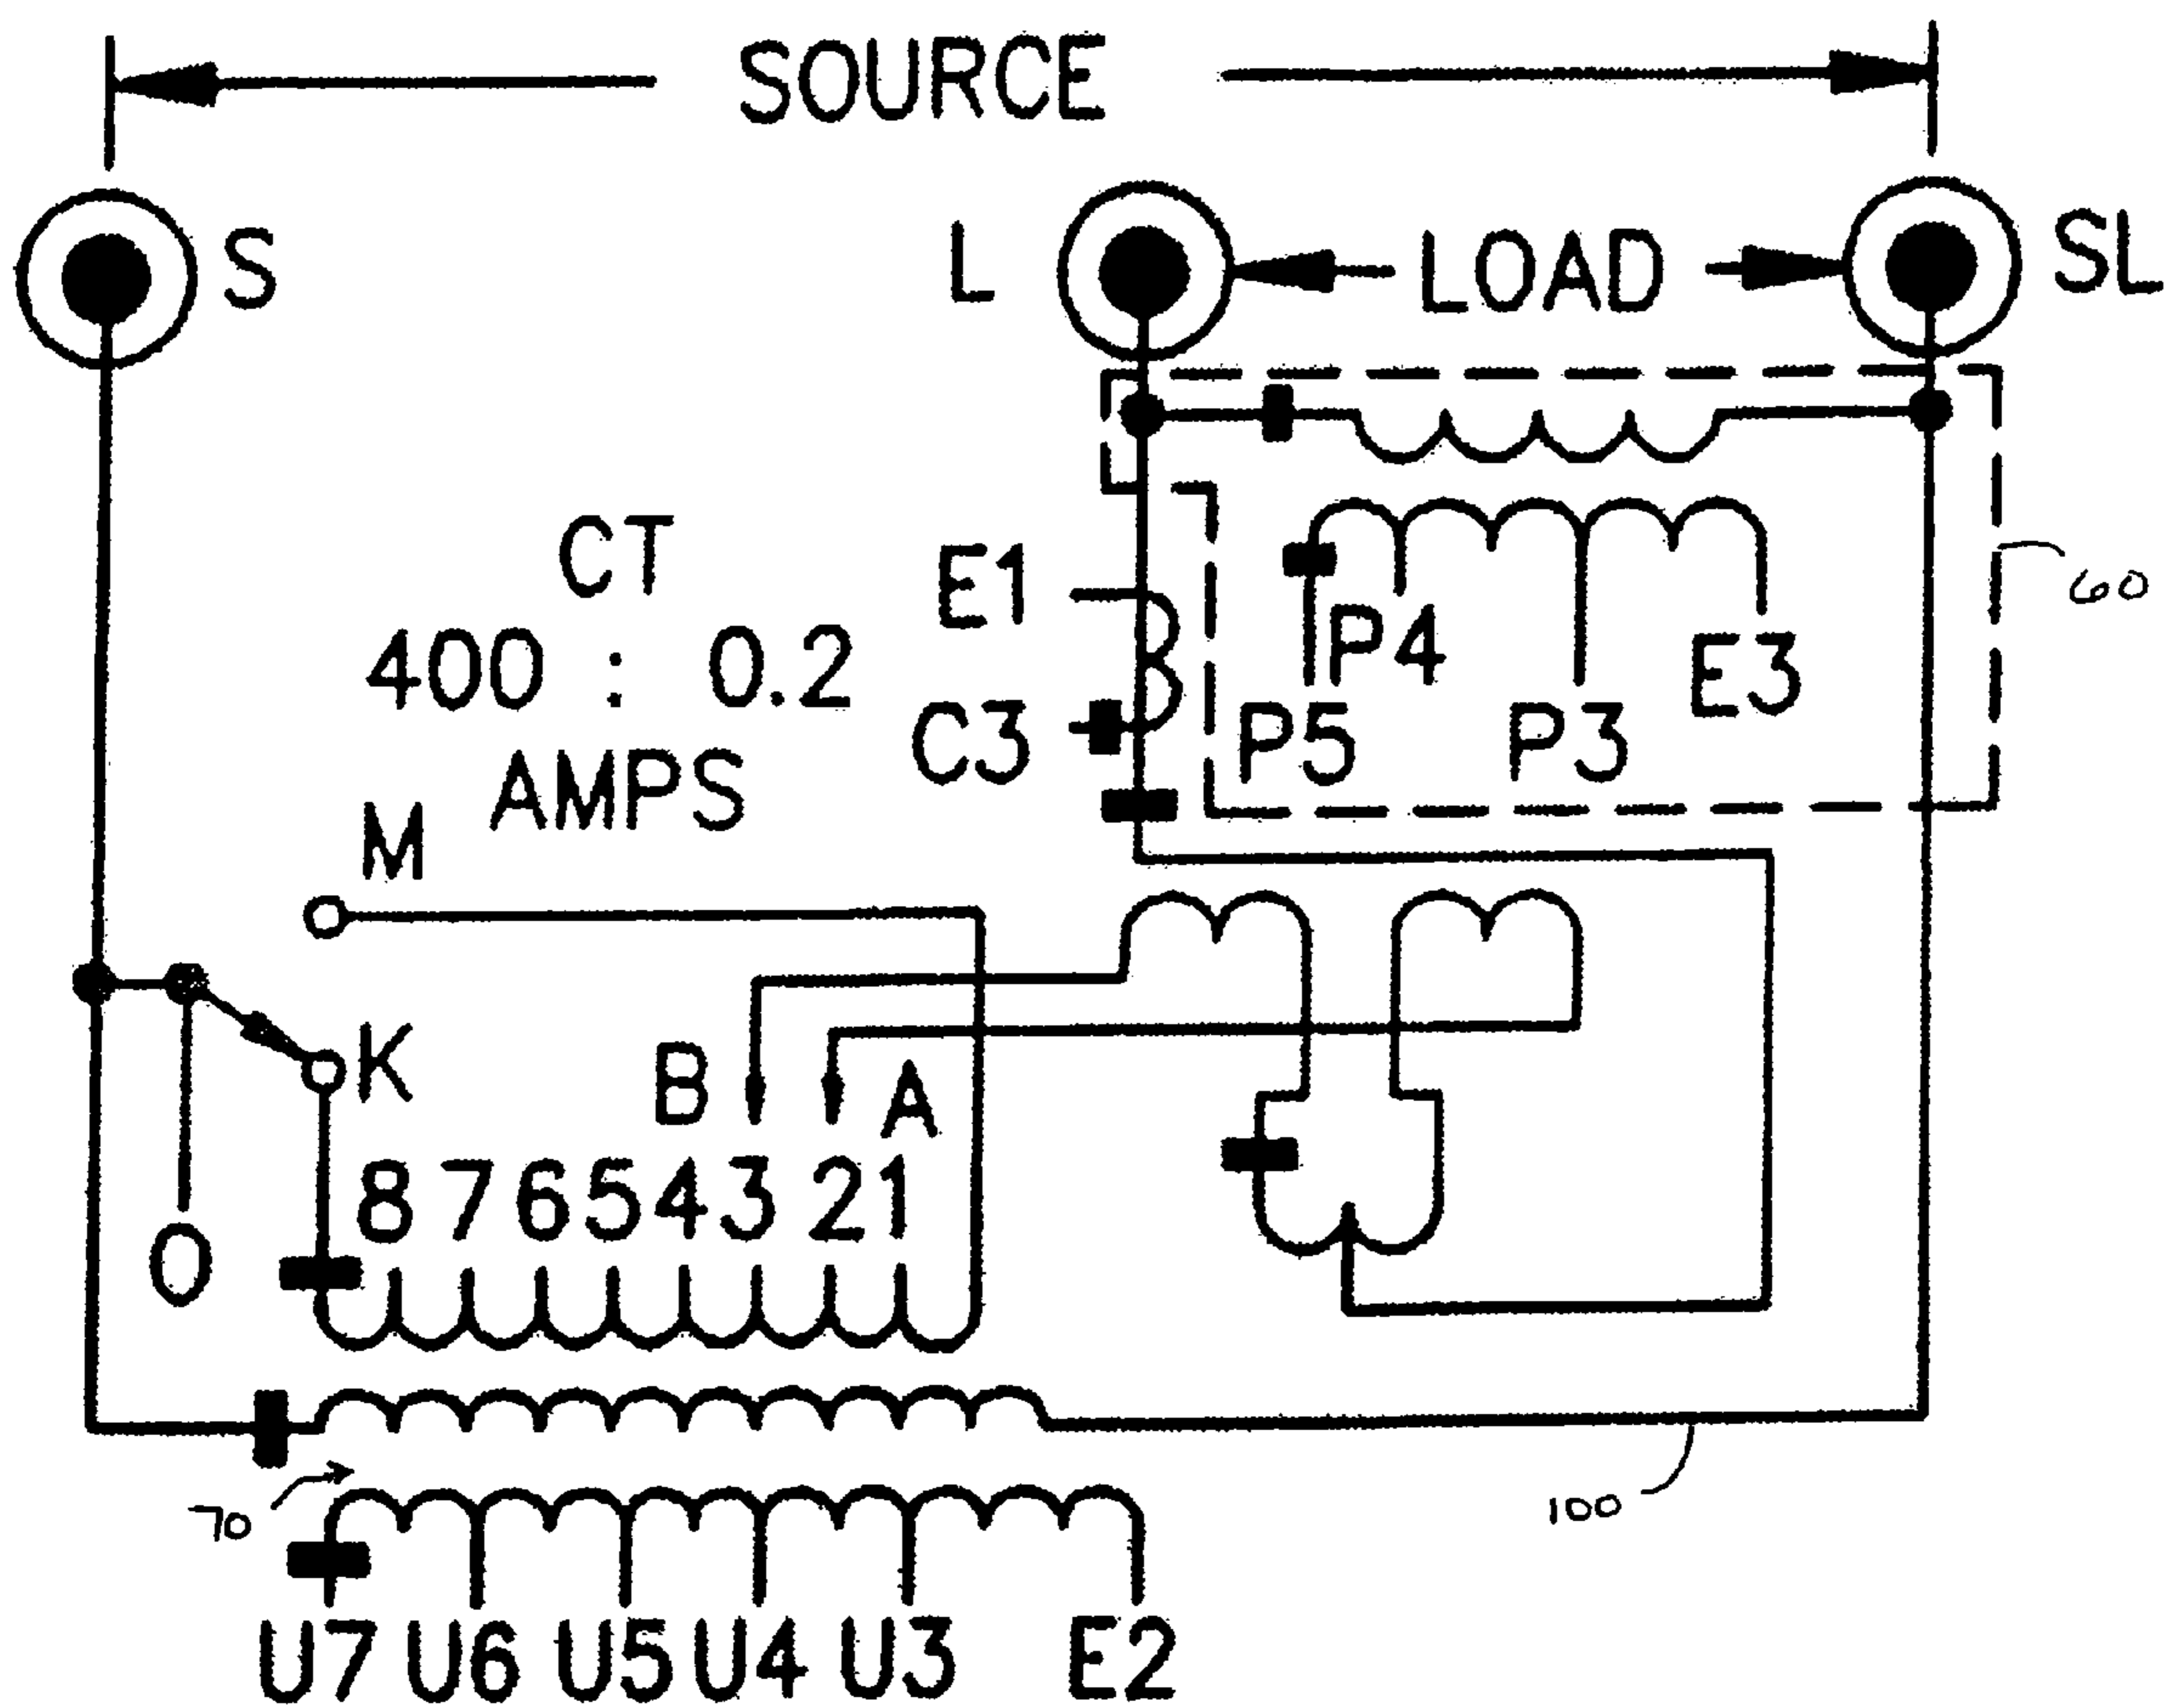 SOURCE
S
L
LOAD
SL
CT
400 : 0.2
AMPS
E1
C3
P4
E3
P5
P3
60
M
K
B
A
O
8 7 6 5 4 3 2 1
70
100
U7 U6 U5 U4 U3 E2